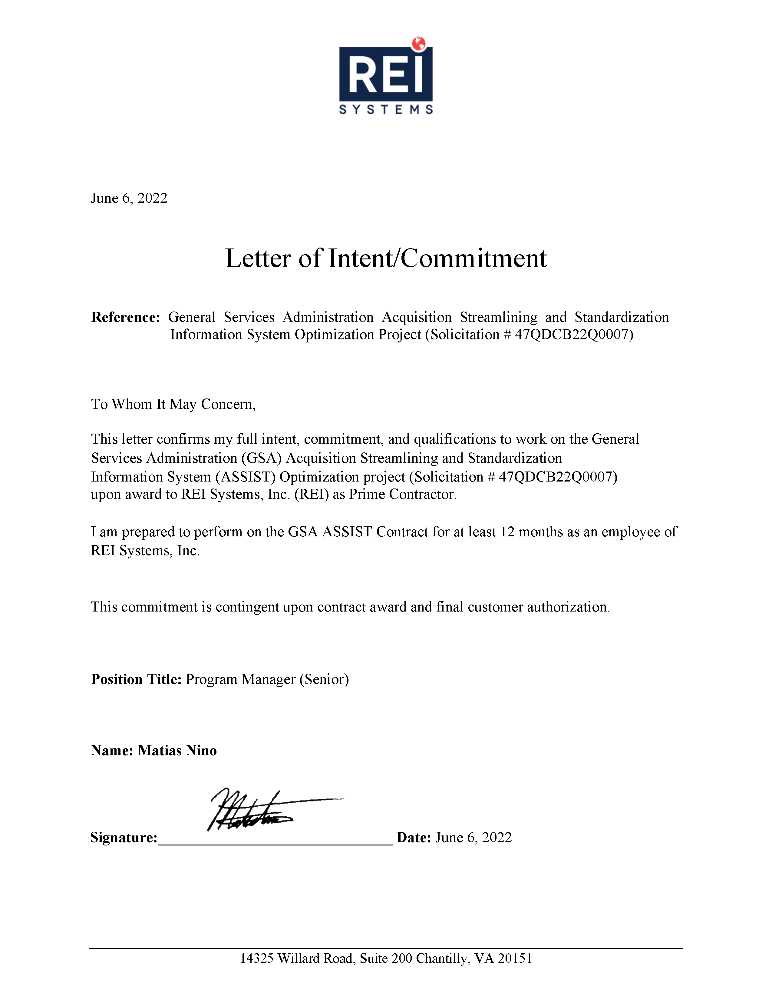 REI
SYSTEMS
June 6, 2022
Letter of Intent/Commitment
Reference: General Services Administration Acquisition Streamlining and Standardization
Information System Optimization Project (Solicitation # 47QDCB22Q0007)
To Whom It May Concern,
This letter confirms my full intent, commitment, and qualifications to work on the General
Services Administration (GSA) Acquisition Streamlining and Standardization
Information System (ASSIST) Optimization project (Solicitation # 47QDCB22Q0007)
upon award to REI Systems, Inc. (REI) as Prime Contractor.
I am prepared to perform on the GSA ASSIST Contract for at least 12 months as an employee of
REI Systems, Inc.
This commitment is contingent upon contract award and final customer authorization.
Position Title: Program Manager (Senior)
Name: Matias Nino
Signature: Date: June 6, 2022
14325 Willard Road, Suite 200 Chantilly, VA 20151